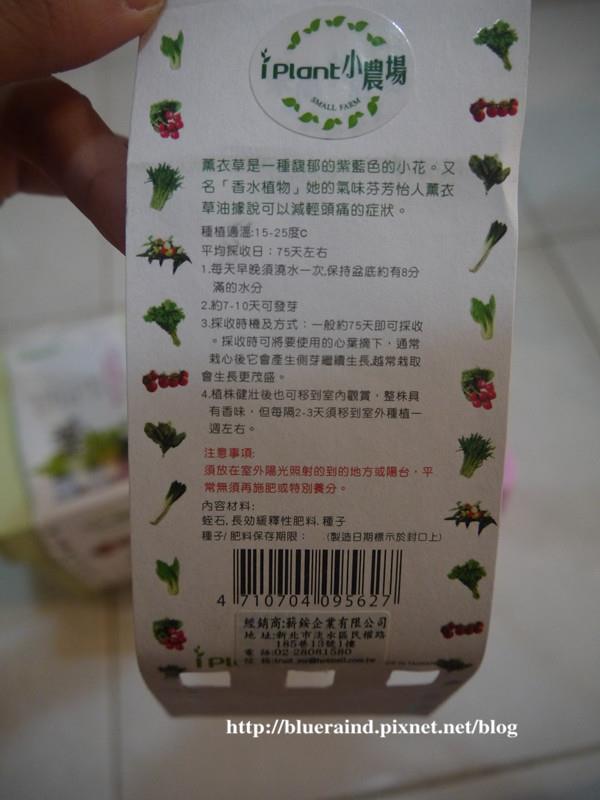 iPlant小農場
SMALL FARM
薰衣草是一種馥郁的紫藍色的小花。又
名「香水植物」她的氣味芬芳怡人薰衣
草油據說可以減輕頭痛的症狀。
種植適溫:15-25度C
平均採收日：75天左右
1.每天早晚須澆水一次,保持盆底約有8分
滿的水分
2.約7-10天可發芽
3.採收時機及方式：一般約75天即可採收
。採收時可將要使用的心葉摘下，通常
栽心後它會產生側芽繼續生長,越常栽取
會生長更茂盛。
4.植株健壯後也可移到室內觀賞，整株具
有香味，但每隔2-3天須移到室外種植一
週左右。
注意事項:
須放在室外陽光照射的到的地方或陽台，平
常無須再施肥或特別養分。
內容材料:
蛭石, 長効緩釋性肥料, 種子
種子/ 肥料保存期限： (製造日期標示於封口上)
4 710704 095627
經銷商:薪銨企業有限公司
地 址:新北市淡水區民權路
185巷13號1樓
電 話:02-28081580
iPla
http://blueraind.pixnet.net/blog